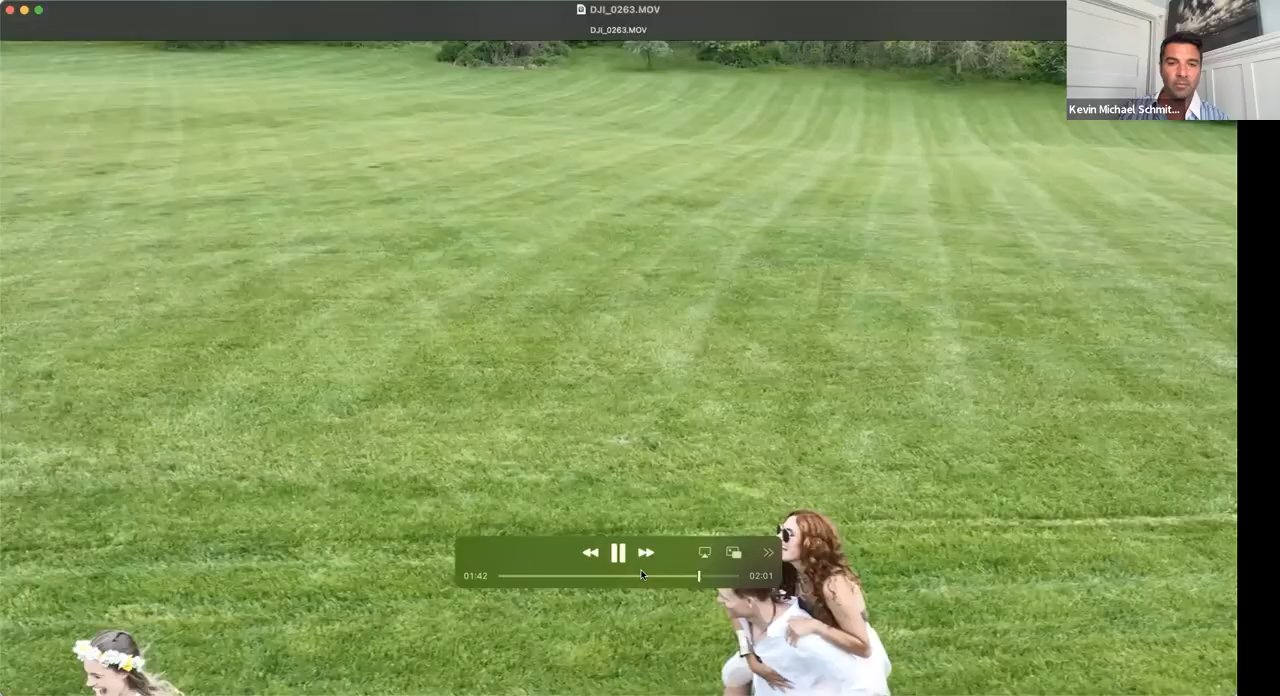 DJI_0263.MOV
DJI_0263.MOV
Kevin Michael Schmit...
01:42
02:01